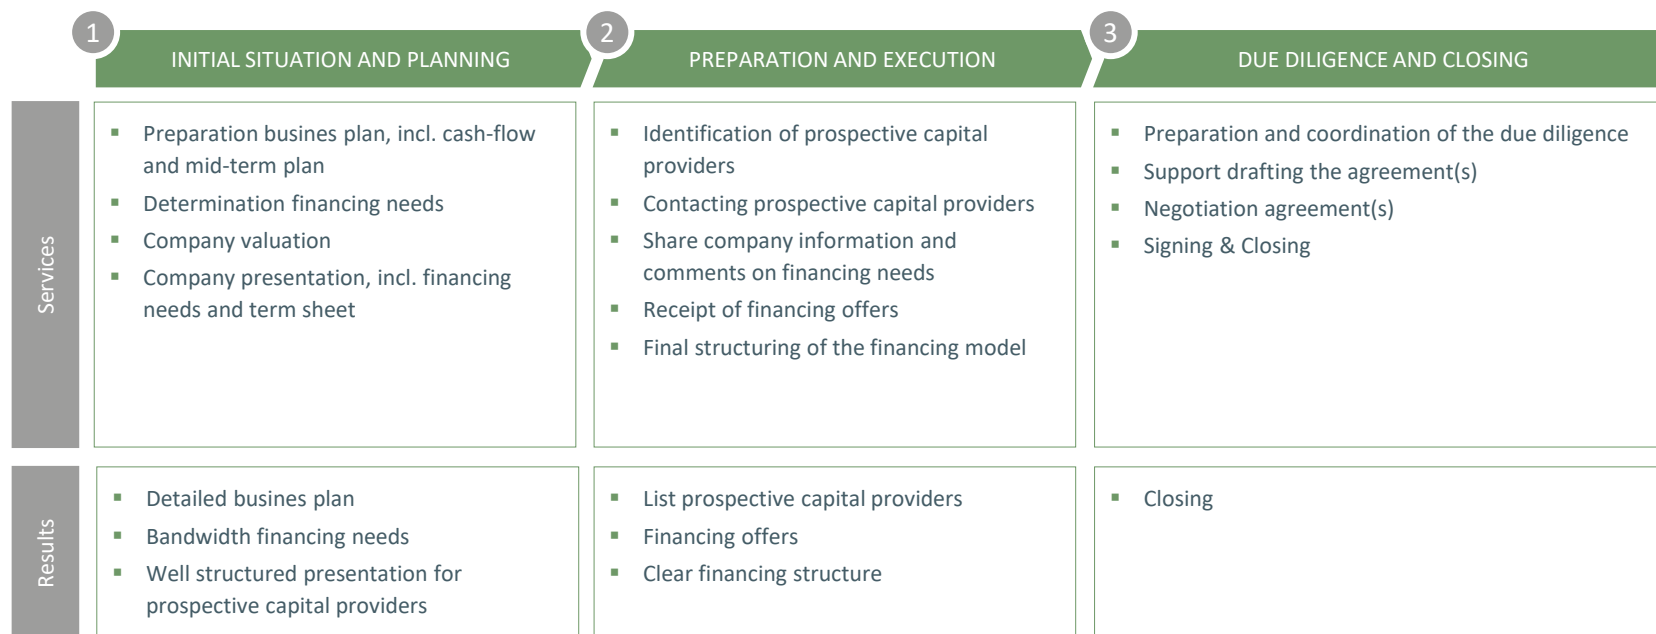 1
INITIAL SITUATION AND PLANNING
2
PREPARATION AND EXECUTION
3
DUE DILIGENCE AND CLOSING
Services
▪ Preparation busines plan, incl. cash-flow
and mid-term plan
▪ Determination financing needs
▪ Company valuation
▪ Company presentation, incl. financing
needs and term sheet
▪ Identification of prospective capital
providers
▪ Contacting prospective capital providers
▪ Share company information and
comments on financing needs
▪ Receipt of financing offers
▪ Final structuring of the financing model
▪ Preparation and coordination of the due diligence
▪ Support drafting the agreement(s)
▪ Negotiation agreement(s)
▪ Signing & Closing
Results
▪ Detailed busines plan
▪ Bandwidth financing needs
▪ Well structured presentation for
prospective capital providers
▪ List prospective capital providers
▪ Financing offers
▪ Clear financing structure
▪ Closing